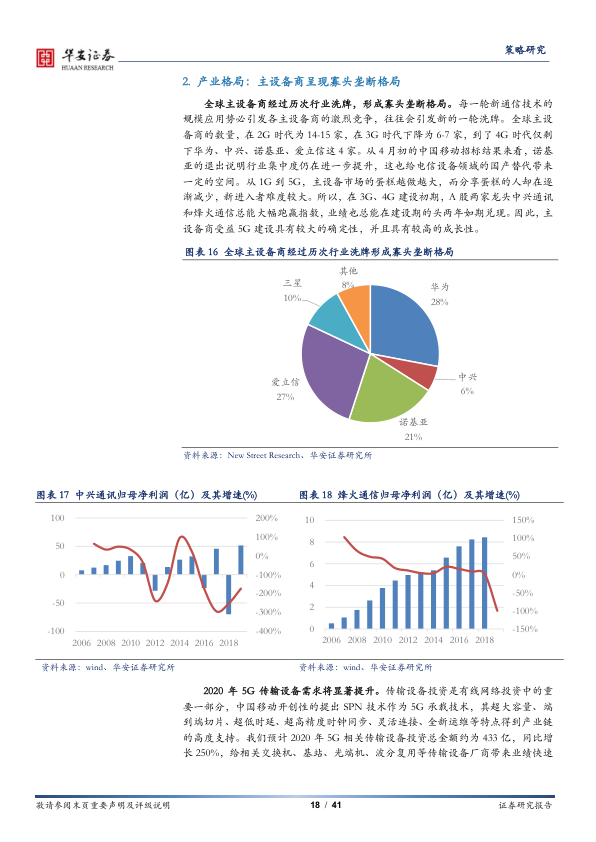 华安证券
HUAAN RESEARCH
策略研究
2. 产业格局：主设备商呈现寡头垄断格局
全球主设备商经历次行业洗牌，形成寡头垄断格局。每一轮新通信技术的
规模应用势必引发各主设备商的激烈竞争，往往会引发新的一轮洗牌。全球主设
备商的数量，在 2G 时代为 14-15 家，在 3G 时代下降为 6-7 家，到了 4G 时代仅剩
下华为、中兴、诺基亚、爱立信这 4 家。从 4 月初的中国移动招标结果来看，诺基
亚的退出说明行业集中度仍在进一步提升，这也给电信设备领域的国产替代带来
一定的空间。从 1G 到 5G，主设备市场的蛋糕越做越大，而分享蛋糕的人却在逐
渐减少，新进入者难度较大。所以，在 3G、4G 建设初期，A 股两家龙头中兴通讯
和烽火通信总能大幅跑赢指数，业绩也总能在建设期的头两年如期兑现。因此，主
设备商受益 5G 建设具有较大的确定性，并且具有较高的成长性。
图表 16 全球主设备商经历次行业洗牌形成寡头垄断格局
其他
8%
三星
10%
华为
28%
爱立信
27%
中兴
6%
诺基亚
21%
资料来源：New Street Research、华安证券研究所
图表 17 中兴通讯归母净利润（亿）及其增速(%)
100
50
0
-50
-100
200%
100%
0%
-100%
-200%
-300%
-400%
2006 2008 2010 2012 2014 2016 2018
资料来源：wind、华安证券研究所
图表 18 烽火通信归母净利润（亿）及其增速(%)
10
8
6
4
2
0
150%
100%
50%
0%
-50%
-100%
-150%
2006 2008 2010 2012 2014 2016 2018
资料来源：wind、华安证券研究所
2020 年 5G 传输设备需求将显著提升。传输设备投资是有线网络投资中的重
要一部分，中国移动开创性的提出 SPN 技术作为 5G 承载技术，其超大容量、端
到端切片、超低时延、超高精度时钟同步、灵活连接、全新运维等特点得到产业链
的高度支持。我们预计 2020 年 5G 相关传输设备投资总金额约为 433 亿，同比增
长 250%，给相关交换机、基站、光端机、波分复用等传输设备厂商带来业绩快速
敬请参阅末页重要声明及评级说明
18 / 41
证券研究报告